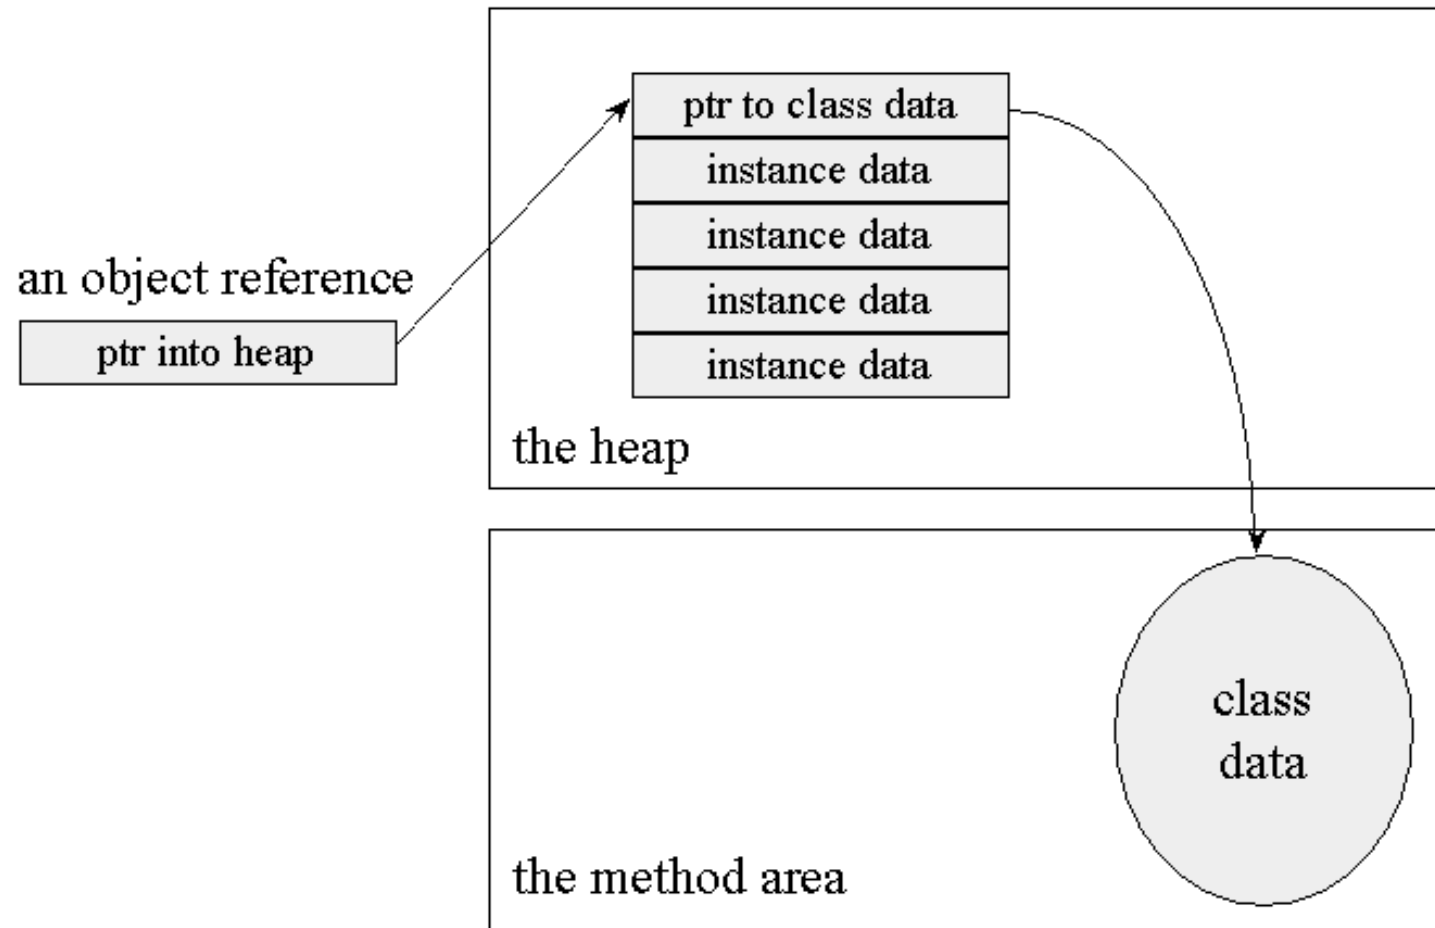 ptr to class data
instance data
instance data
instance data
instance data
an object reference
ptr into heap
the heap
class
data
the method area